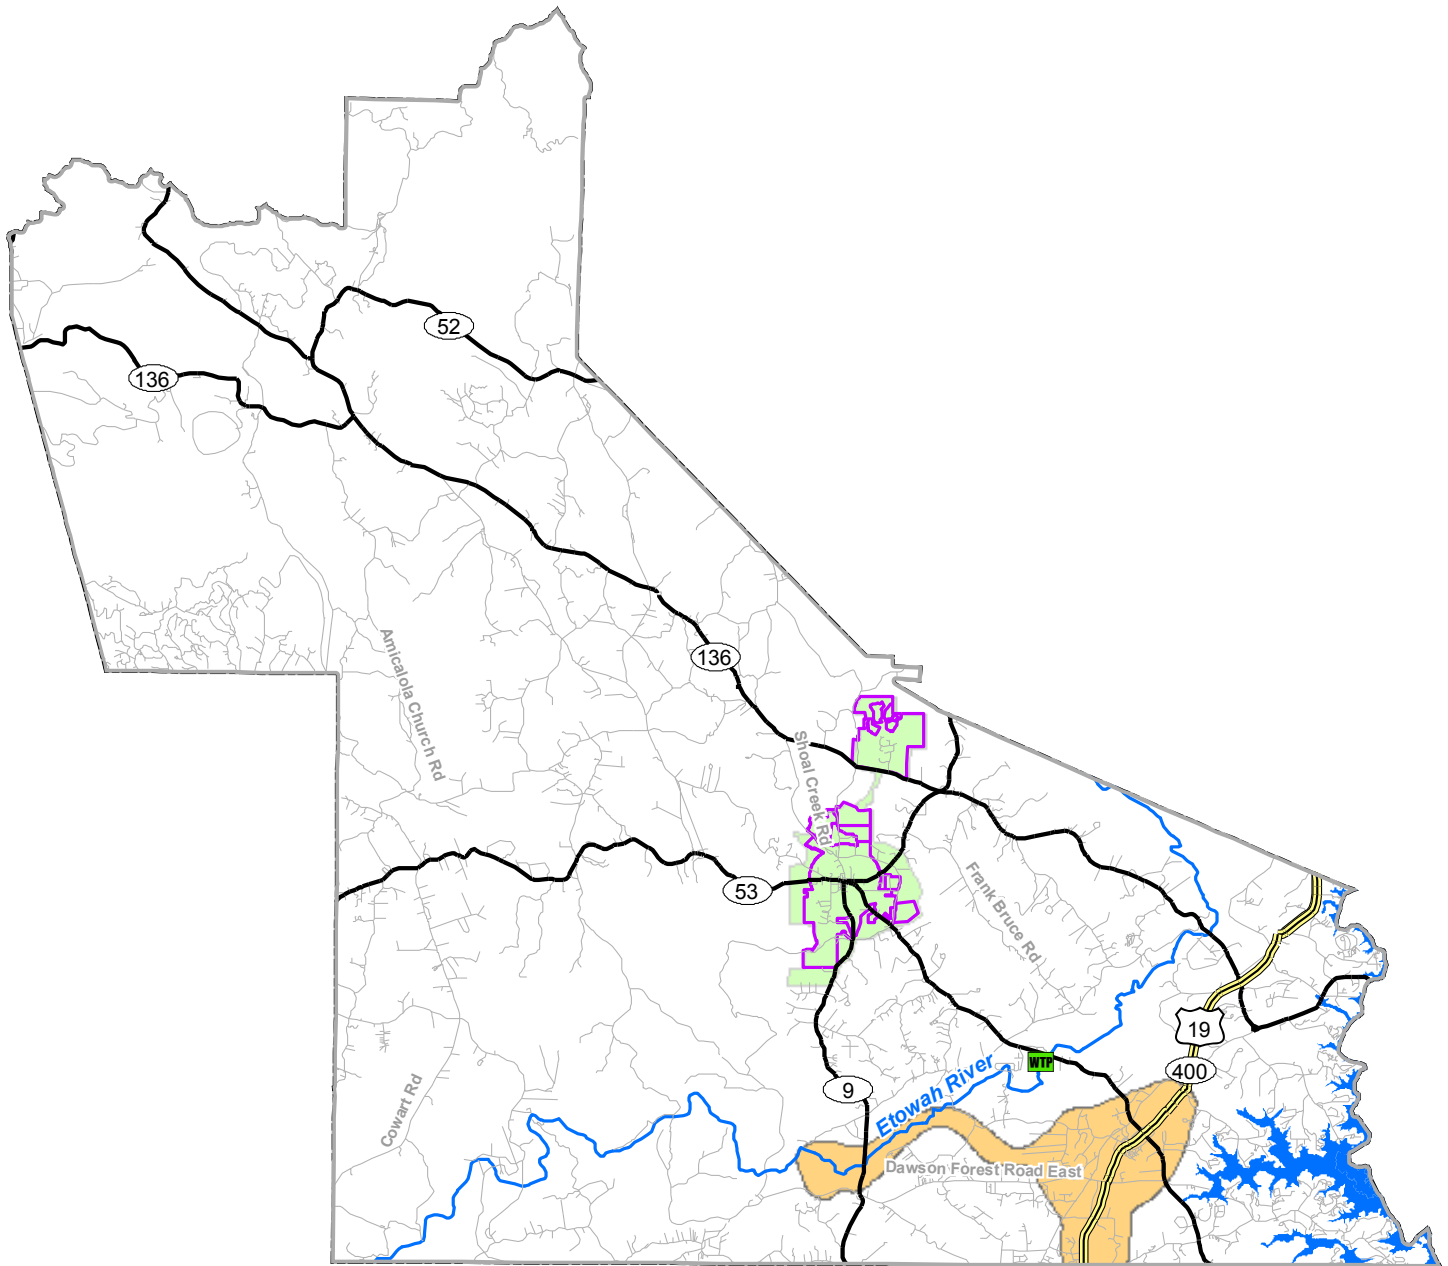 52
136
136
Amicalola Church Rd
Shoal Creek Rd
53
Frank Bruce Rd
19
WTP
400
Etowah River
9
Cowart Rd
Dawson Forest Road East